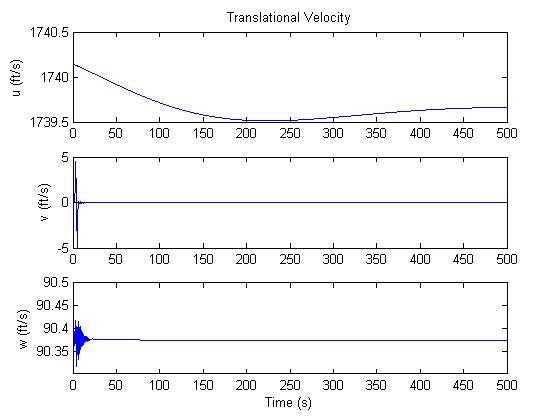 Translational Velocity
1740.5
1740
1739.5
u (ft/s)
0 50 100 150 200 250 300 350 400 450 500
5
0
-5
v (ft/s)
0 50 100 150 200 250 300 350 400 450 500
90.5
90.45
90.4
90.35
w (ft/s)
0 50 100 150 200 250 300 350 400 450 500
Time (s)